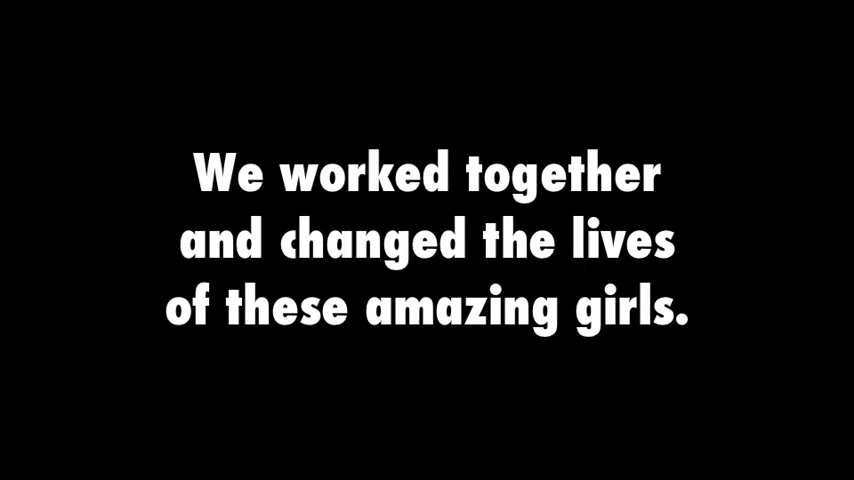 We worked together
and changed the lives
of these amazing girls.